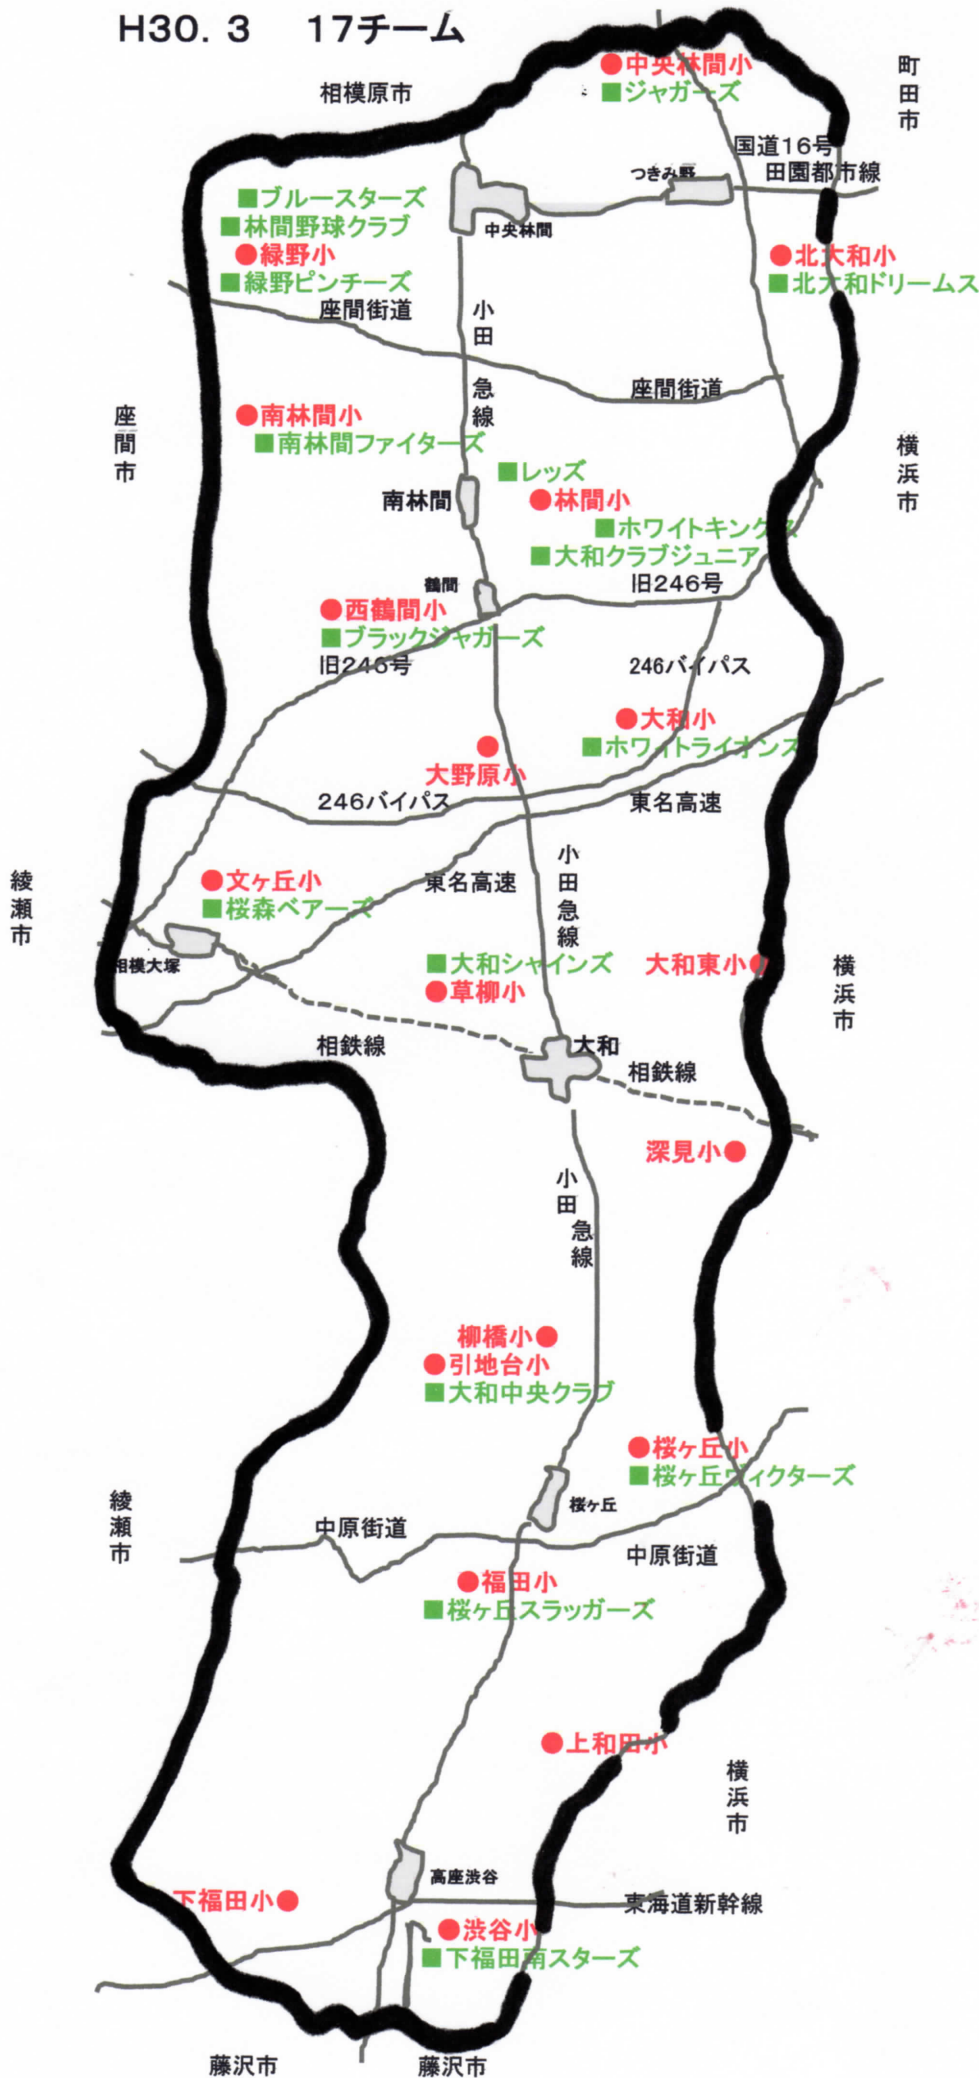 H30.3　17チーム
●中央林間小
相模原市
■ジャガーズ
町田市
国道16号
つきみ野
田園都市線
■ブルースターズ
■林間野球クラブ
中央林間
●緑野小
●北大和小
■緑野ピンチーズ
■北大和ドリームス
座間街道
小田急線
座間街道
座間市
●南林間小
■南林間ファイターズ
横浜市
■レッズ
南林間
●林間小
■ホワイトキングス
■大和クラブジュニア
鶴間
旧246号
●西鶴間小
■ブラックジャガーズ
旧246号
246バイパス
●大和小
■ホワイトライオンズ
●
大野原小
246バイパス
東名高速
小田急線
綾瀬市
●文ヶ丘小
東名高速
■桜森ベアーズ
相模大塚
■大和シャインズ
大和東小●
横浜市
●草柳小
相鉄線
大和
相鉄線
深見小●
小田急線
柳橋小●
●引地台小
■大和中央クラブ
●桜ヶ丘小
■桜ヶ丘ヴィクターズ
綾瀬市
桜ヶ丘
中原街道
中原街道
●福田小
■桜ヶ丘スラッガーズ
●上和田小
横浜市
高座渋谷
下福田小●
東海道新幹線
●渋谷小
■下福田南スターズ
藤沢市
藤沢市